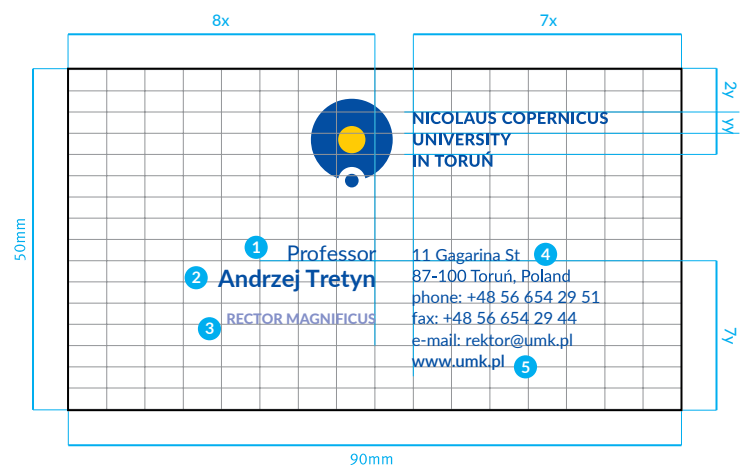 8x
7x
2y
yy
50mm
NICOLAUS COPERNICUS
UNIVERSITY
IN TORUŃ
1
Professor
2
Andrzej Tretyn
3
RECTOR MAGNIFICUS
11 Gagarina St
4
87-100 Toruń, Poland
phone: +48 56 654 29 51
fax: +48 56 654 29 44
e-mail: rektor@umk.pl
www.umk.pl
5
7y
90mm